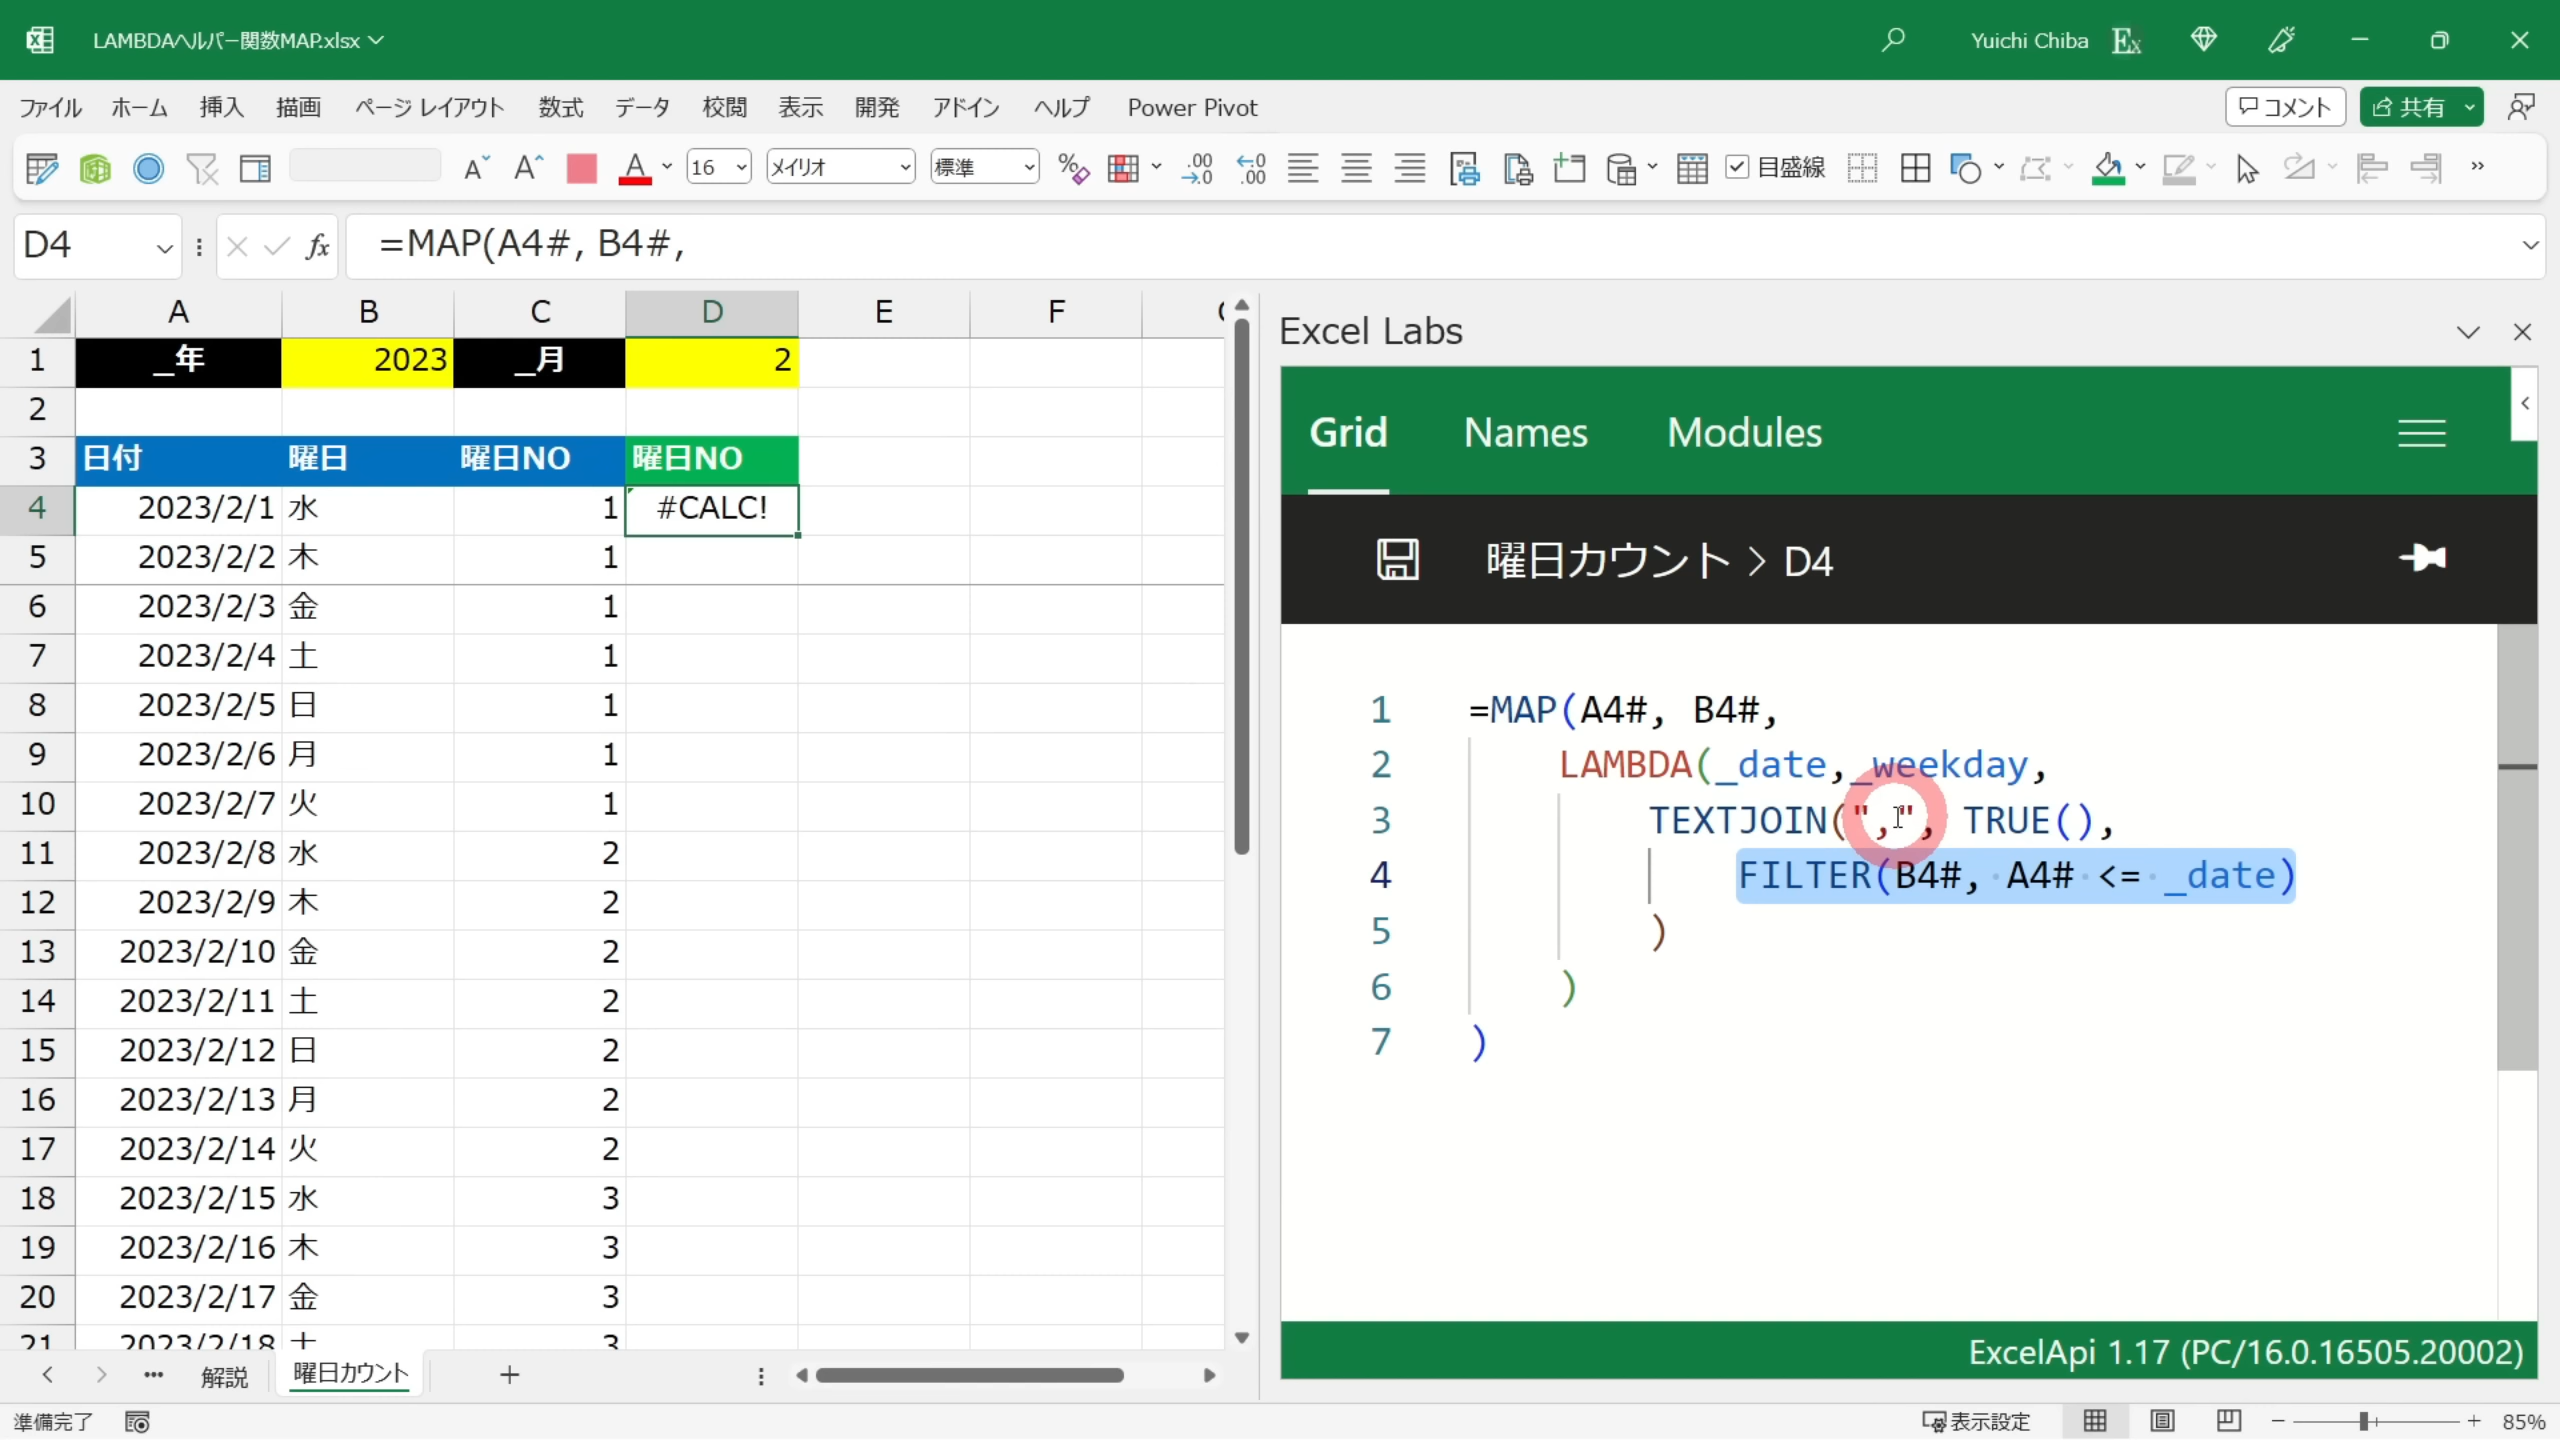 LAMBDAヘルパー関数MAP.xlsx
Yuichi Chiba
ファイル ホーム 挿入 描画 ページ レイアウト 数式 データ 校閲 表示 開発 アドイン ヘルプ Power Pivot コメント 共有
16 メイリオ 標準 目盛線
D4 fx =MAP(A4#, B4#,
A B C D E F
1 _年 2023 _月 2
2
3 日付 曜日 曜日NO 曜日NO
4 2023/2/1 水 1 #CALC!
5 2023/2/2 木 1
6 2023/2/3 金 1
7 2023/2/4 土 1
8 2023/2/5 日 1
9 2023/2/6 月 1
10 2023/2/7 火 1
11 2023/2/8 水 2
12 2023/2/9 木 2
13 2023/2/10 金 2
14 2023/2/11 土 2
15 2023/2/12 日 2
16 2023/2/13 月 2
17 2023/2/14 火 2
18 2023/2/15 水 3
19 2023/2/16 木 3
20 2023/2/17 金 3
21 2023/2/18 土 3
解説 曜日カウント
準備完了
表示設定 85%
Excel Labs
Grid Names Modules
曜日カウント > D4
1 =MAP(A4#, B4#,
2 LAMBDA(_date,_weekday,
3 TEXTJOIN(",", TRUE(),
4 FILTER(B4#, A4# <= _date)
5 )
6 )
7 )
ExcelApi 1.17 (PC/16.0.16505.20002)